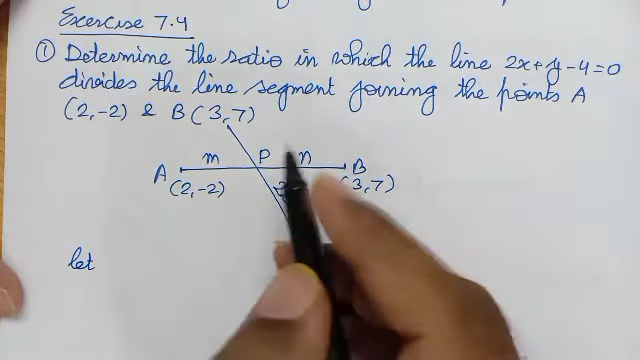 Exercise 7.4
① Determine the ratio in which the line 2x+y-4=0
divides the line segment joining the points A
(2,-2) & B(3,7)
m P n
A B
(2,-2) (3,7)
let